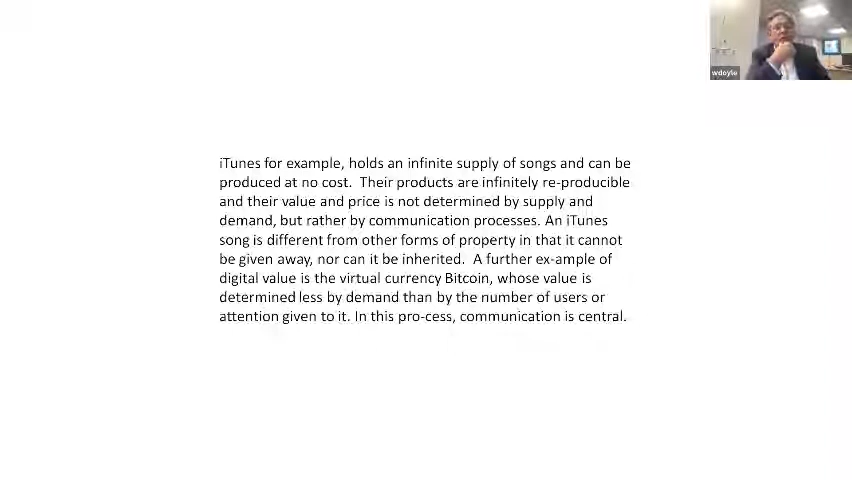 wdoyle
iTunes for example, holds an infinite supply of songs and can be
produced at no cost.  Their products are infinitely re-producible
and their value and price is not determined by supply and
demand, but rather by communication processes. An iTunes
song is different from other forms of property in that it cannot
be given away, nor can it be inherited.  A further ex-ample of
digital value is the virtual currency Bitcoin, whose value is
determined less by demand than by the number of users or
attention given to it. In this pro-cess, communication is central.